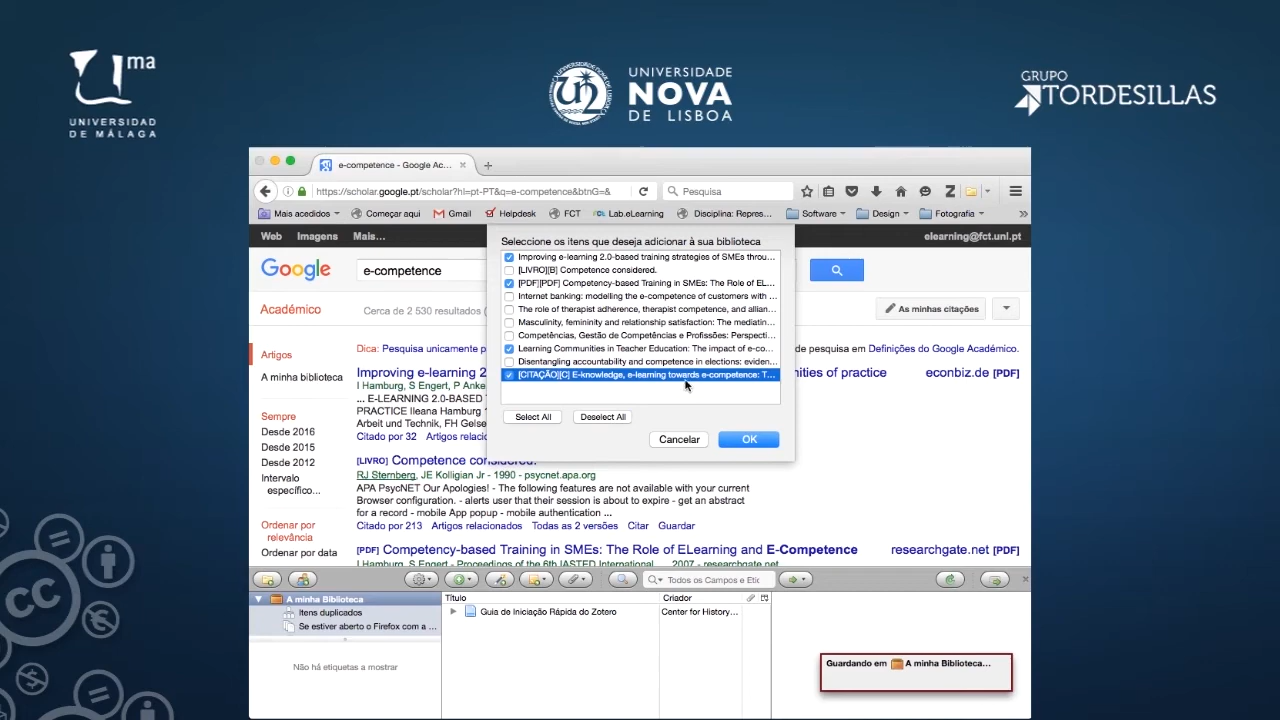 uma
UNIVERSIDAD
DE MÁLAGA
UNIVERSIDADE
NOVA
DE LISBOA
GRUPO
TORDESILLAS
e-competence - Google Ac...
https://scholar.google.pt/scholar?hl=pt-PT&q=e-competence&btnG=&
Pesquisa
Mais acedidos
Começar aqui
Gmail
Helpdesk
FCT
Lab.eLearning
Disciplina: Repres...
Software
Design
Fotografia
Web Imagens Mais...
elearning@fct.unl.pt
Google
e-competence
Académico
Cerca de 2 530 resultados (
As minhas citações
Seleccione os itens que deseja adicionar à sua biblioteca
Improving e-learning 2.0-based training strategies of SMEs throu...
[LIVRO][B] Competence considered.
[PDF][PDF] Competency-based Training in SMEs: The Role of EL...
Internet banking: modelling the e-competence of customers with ...
The role of therapist adherence, therapist competence, and allian...
Masculinity, femininity and relationship satisfaction: The mediatin...
Competências, Gestão de Competências e Profissões: Perspecti...
Learning Communities in Teacher Education: The impact of e-co...
Disentangling accountability and competence in elections: eviden...
[CITAÇÃO][C] E-knowledge, e-learning towards e-competence: T...
Select All
Deselect All
Cancelar
OK
Artigos
A minha biblioteca
Sempre
Desde 2016
Desde 2015
Desde 2012
Intervalo
específico...
Ordenar por
relevância
Ordenar por data
Dica: Pesquisa unicamente p
de pesquisa em Definições do Google Académico.
Improving e-learning 2
nities of practice
econbiz.de [PDF]
I Hamburg, S Engert, P Anke
... E-LEARNING 2.0-BASED
PRACTICE Ileana Hamburg
Arbeit und Technik, FH Gelse
Citado por 32 Artigos relacio
[LIVRO] Competence considered.
RJ Sternberg, JE Kolligian Jr - 1990 - psycnet.apa.org
APA PsycNET Our Apologies! - The following features are not available with your current
Browser configuration. - alerts user that their session is about to expire - get an abstract
for a record - mobile App popup - mobile authentication ...
Citado por 213 Artigos relacionados Todas as 2 versões Citar Guardar
[PDF] Competency-based Training in SMEs: The Role of ELearning and E-Competence
researchgate.net [PDF]
I Hamburg, S Engert - Proceedings of the 6th IASTED International..., 2007 - researchgate.net
Todos os Campos e Etic
A minha Biblioteca
Itens duplicados
Se estiver aberto o Firefox com a ...
Não há etiquetas a mostrar
Título
Criador
Guia de Iniciação Rápida do Zotero
Center for History...
Guardando em A minha Biblioteca...
cc